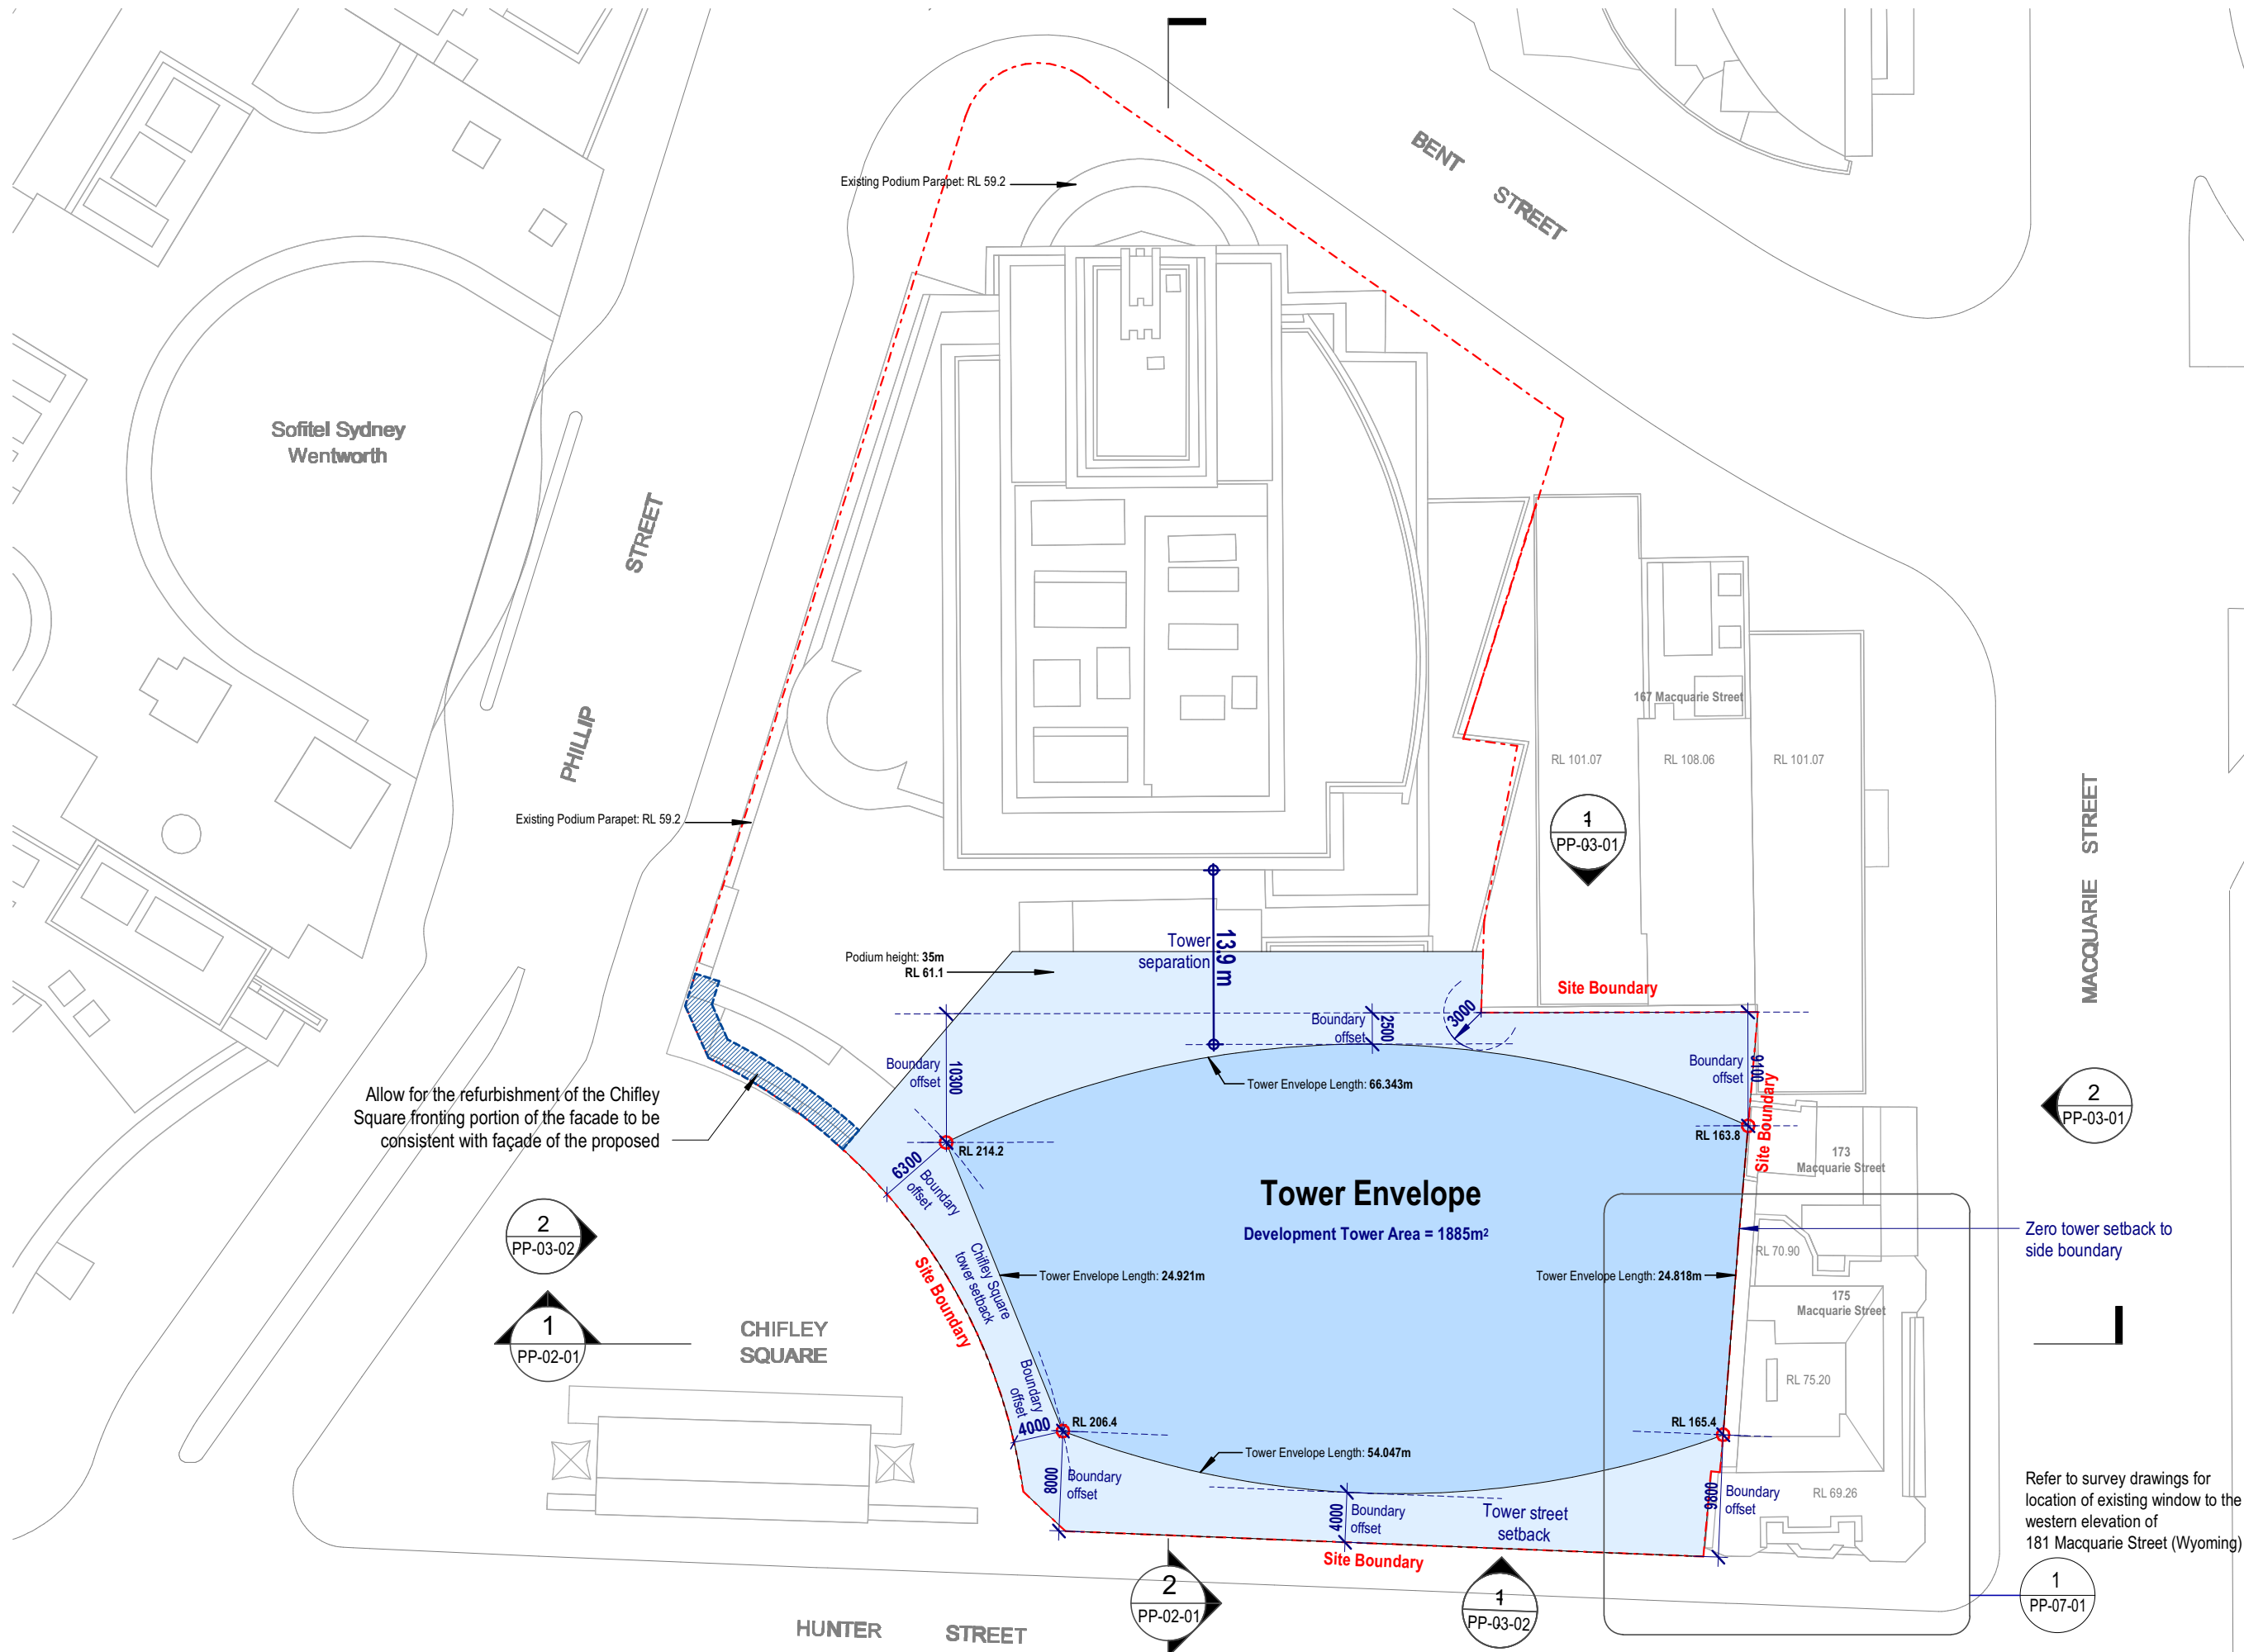 BENT
STREET
Existing Podium Parapet: RL 59.2
Sofitel Sydney
Wentworth
PHILLIP
STREET
167 Macquarie Street
RL 101.07
RL 108.06
RL 101.07
1
PP-03-01
MACQUARIE STREET
Existing Podium Parapet: RL 59.2
Podium height: 35m
RL 61.1
Tower
separation
13.9 m
Site Boundary
3000
Boundary
offset
2500
Boundary
offset
10300
Boundary
offset
9100
Tower Envelope Length: 66.343m
Allow for the refurbishment of the Chifley
Square fronting portion of the facade to be
consistent with façade of the proposed
2
PP-03-01
RL 163.8
Site Boundary
RL 214.2
6300
Boundary
offset
173
Macquarie Street
Tower Envelope
Development Tower Area = 1885m²
2
PP-03-02
Zero tower setback to
side boundary
RL 70.90
Chifley Square
tower setback
Site Boundary
Tower Envelope Length: 24.921m
Tower Envelope Length: 24.818m
175
Macquarie Street
1
PP-02-01
CHIFLEY
SQUARE
RL 75.20
Boundary
offset
4000
RL 206.4
RL 165.4
Tower Envelope Length: 54.047m
8000
Boundary
offset
4000
Boundary
offset
Tower street
setback
9800
Boundary
offset
RL 69.26
Refer to survey drawings for
location of existing window to the
western elevation of
181 Macquarie Street (Wyoming)
Site Boundary
2
PP-02-01
1
PP-03-02
1
PP-07-01
HUNTER STREET